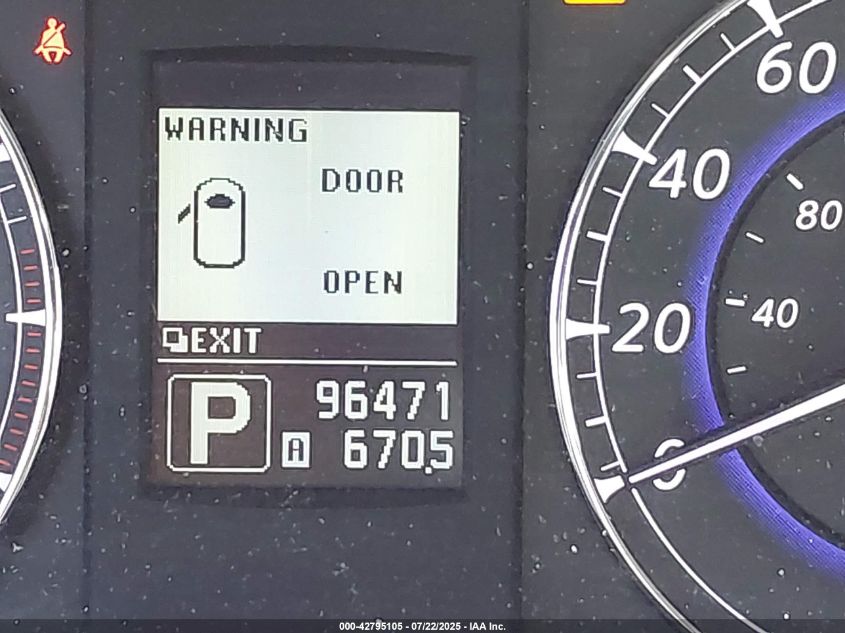 WARNING
DOOR
OPEN
EXIT
P
96471
A 670.5
60
40
20
0
80
40
000-42795105 - 07/22/2025 - IAA Inc.